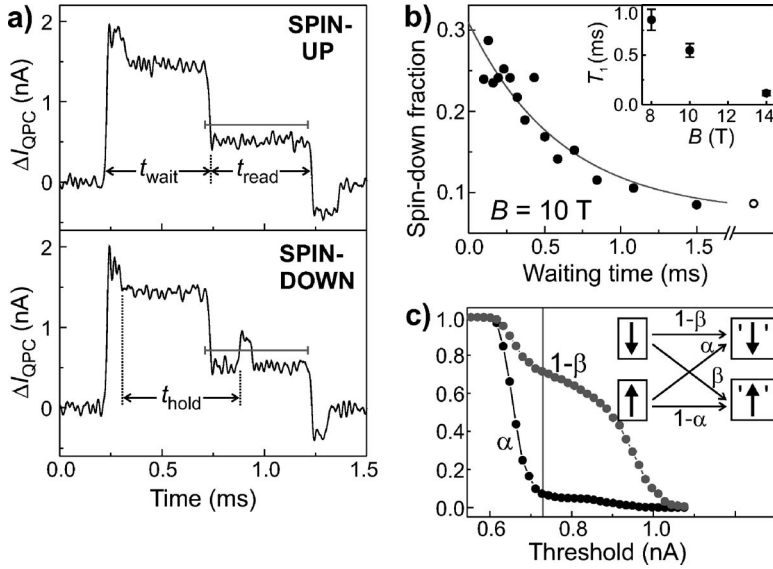 a)
SPIN-
UP
2
1
0
ΔI_QPC (nA)
t_wait
t_read
SPIN-
DOWN
2
1
0
ΔI_QPC (nA)
t_hold
0.0 0.5 1.0 1.5
Time (ms)
b)
0.3
0.2
0.1
Spin-down fraction
B = 10 T
0.0 0.5 1.0 1.5
Waiting time (ms)
1.0
0.5
0.0
T_1 (ms)
8 10 12 14
B (T)
c)
1.0
0.8
0.6
0.4
0.2
0.0
1-β
α
1-β
α
β
1-α
'↓'
'↑'
0.6 0.8 1.0
Threshold (nA)